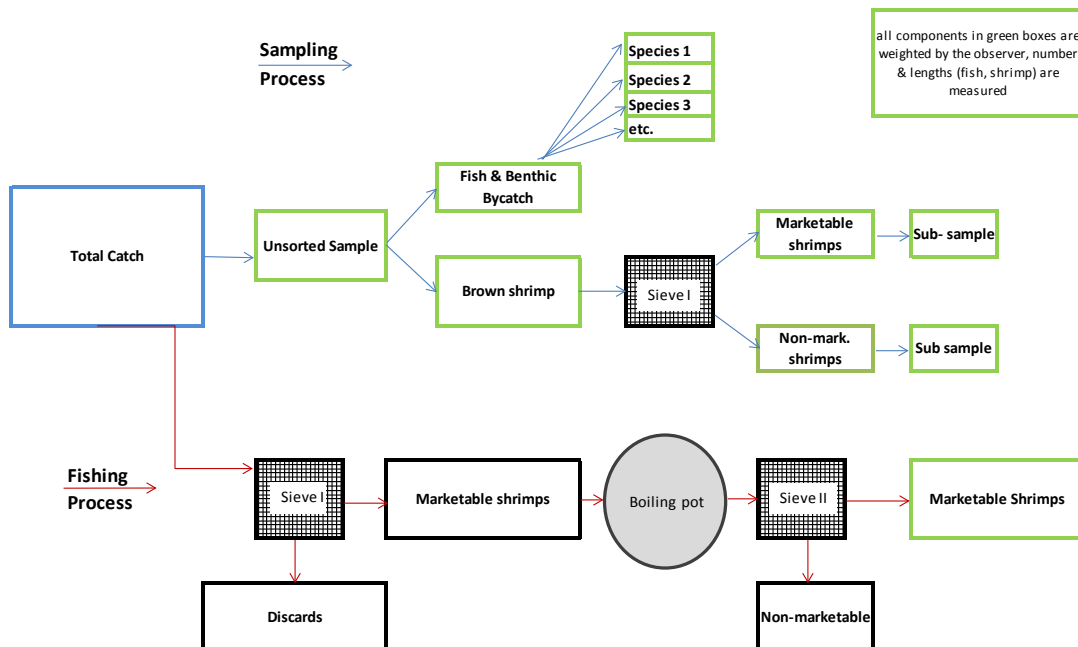 Sampling
Process
Species 1
Species 2
Species 3
etc.
all components in green boxes are
weighted by the observer, number
& lengths (fish, shrimp) are
measured
Fish & Benthic
Bycatch
Total Catch
Unsorted Sample
Brown shrimp
Sieve I
Marketable
shrimps
Sub- sample
Non-mark.
shrimps
Sub sample
Fishing
Process
Sieve I
Marketable shrimps
Boiling pot
Sieve II
Marketable Shrimps
Discards
Non-marketable